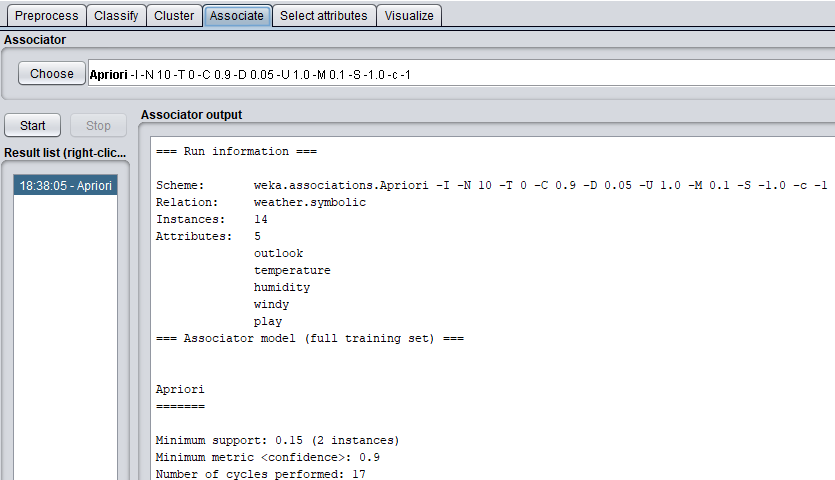 Preprocess Classify Cluster Associate Select attributes Visualize
Associator
Choose Apriori -I -N 10 -T 0 -C 0.9 -D 0.05 -U 1.0 -M 0.1 -S -1.0 -c -1
Start Stop
Result list (right-clic...
18:38:05 - Apriori
Associator output
=== Run information ===
Scheme: weka.associations.Apriori -I -N 10 -T 0 -C 0.9 -D 0.05 -U 1.0 -M 0.1 -S -1.0 -c -1
Relation: weather.symbolic
Instances: 14
Attributes: 5
outlook
temperature
humidity
windy
play
=== Associator model (full training set) ===
Apriori
=======
Minimum support: 0.15 (2 instances)
Minimum metric <confidence>: 0.9
Number of cycles performed: 17